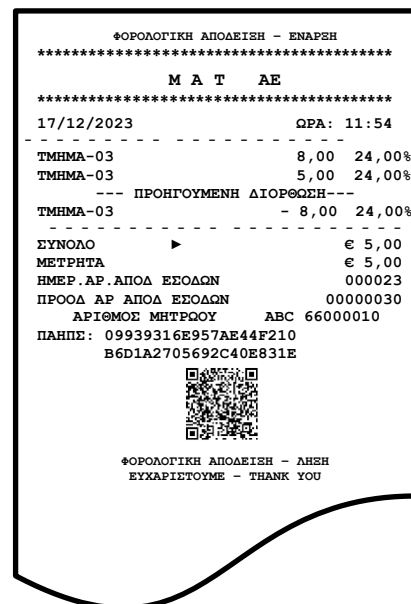 ΦΟΡΟΛΟΓΙΚΗ ΑΠΟΔΕΙΞΗ – ΕΝΑΡΞΗ
******************************************
Μ Α Τ ΑΕ
******************************************
17/12/2023 ΩΡΑ: 11:54
- - - - - - - - - - - - - - - - - - - -
ΤΜΗΜΑ-03 8,00 24,00%
ΤΜΗΜΑ-03 5,00 24,00%
--- ΠΡΟΗΓΟΥΜΕΝΗ ΔΙΟΡΘΩΣΗ---
ΤΜΗΜΑ-03 - 8,00 24,00%
- - - - - - - - - - - - - - - - - - - - -
ΣΥΝΟΛΟ ► € 5,00
ΜΕΤΡΗΤΑ € 5,00
ΗΜΕΡ.ΑΡ.ΑΠΟΔ ΕΣΟΔΩΝ 000023
ΠΡΟΟΔ ΑΡ ΑΠΟΔ ΕΣΟΔΩΝ 00000030
ΑΡΙΘΜΟΣ ΜΗΤΡΩΟΥ ABC 66000010
ΠΑΗΠΣ: 09939316E957AE44F210
B6D1A2705692C40E831E
ΦΟΡΟΛΟΓΙΚΗ ΑΠΟΔΕΙΞΗ – ΛΗΞΗ
ΕΥΧΑΡΙΣΤΟΥΜΕ – THANK YOU